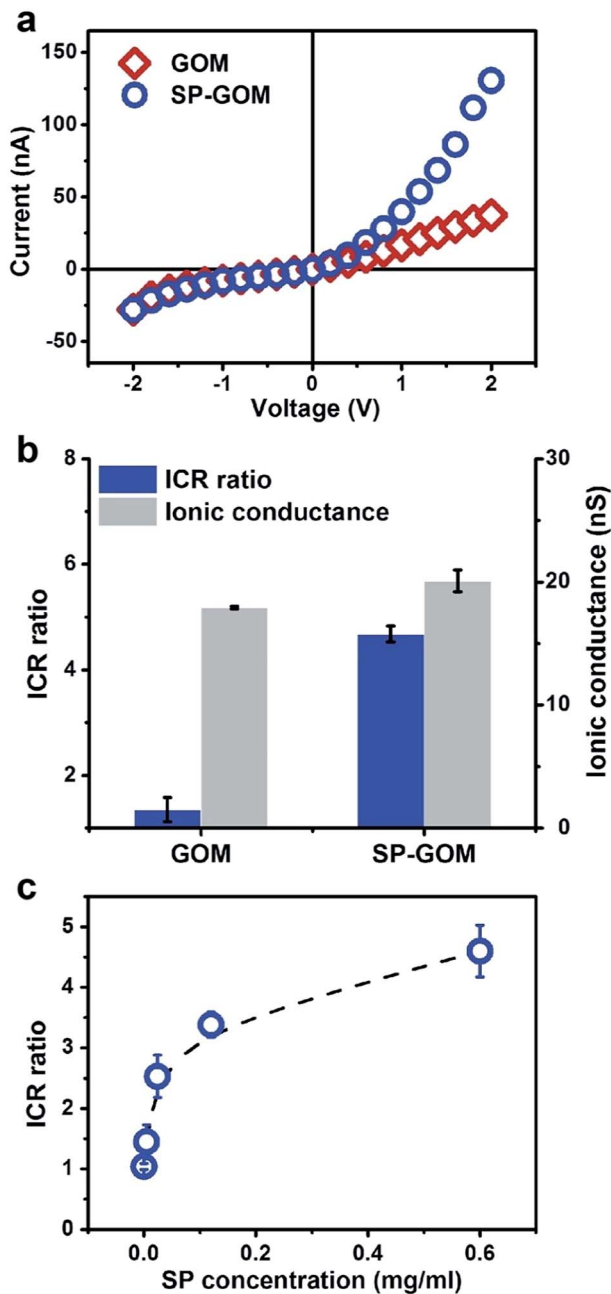 a
150
100
50
0
-50
Current (nA)
GOM
SP-GOM
-2 -1 0 1 2
Voltage (V)
b
8
6
4
2
ICR ratio
ICR ratio
Ionic conductance
30
20
10
0
Ionic conductance (nS)
GOM SP-GOM
c
5
4
3
2
1
0
ICR ratio
0.0 0.2 0.4 0.6
SP concentration (mg/ml)